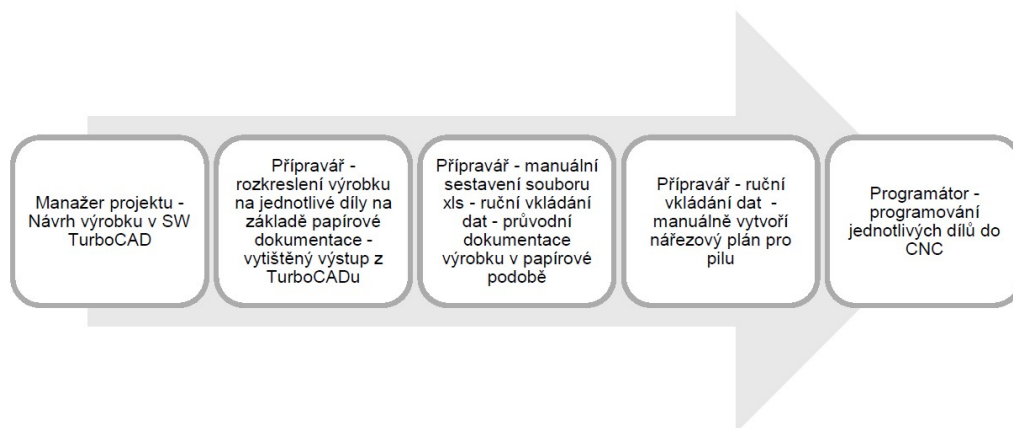 Manažer projektu -
Návrh výrobku v SW
TurboCAD
Přípravář -
rozkreslení výrobku
na jednotlivé díly na
základě papírové
dokumentace -
vytištěný výstup z
TurboCADu
Přípravář - manuální
sestavení souboru
xls - ruční vkládání
dat - průvodní
dokumentace
výrobku v papírové
podobě
Přípravář - ruční
vkládání dat - 
manuálně vytvoří
nářezový plán pro
pilu
Programátor -
programování
jednotlivých dílů do
CNC